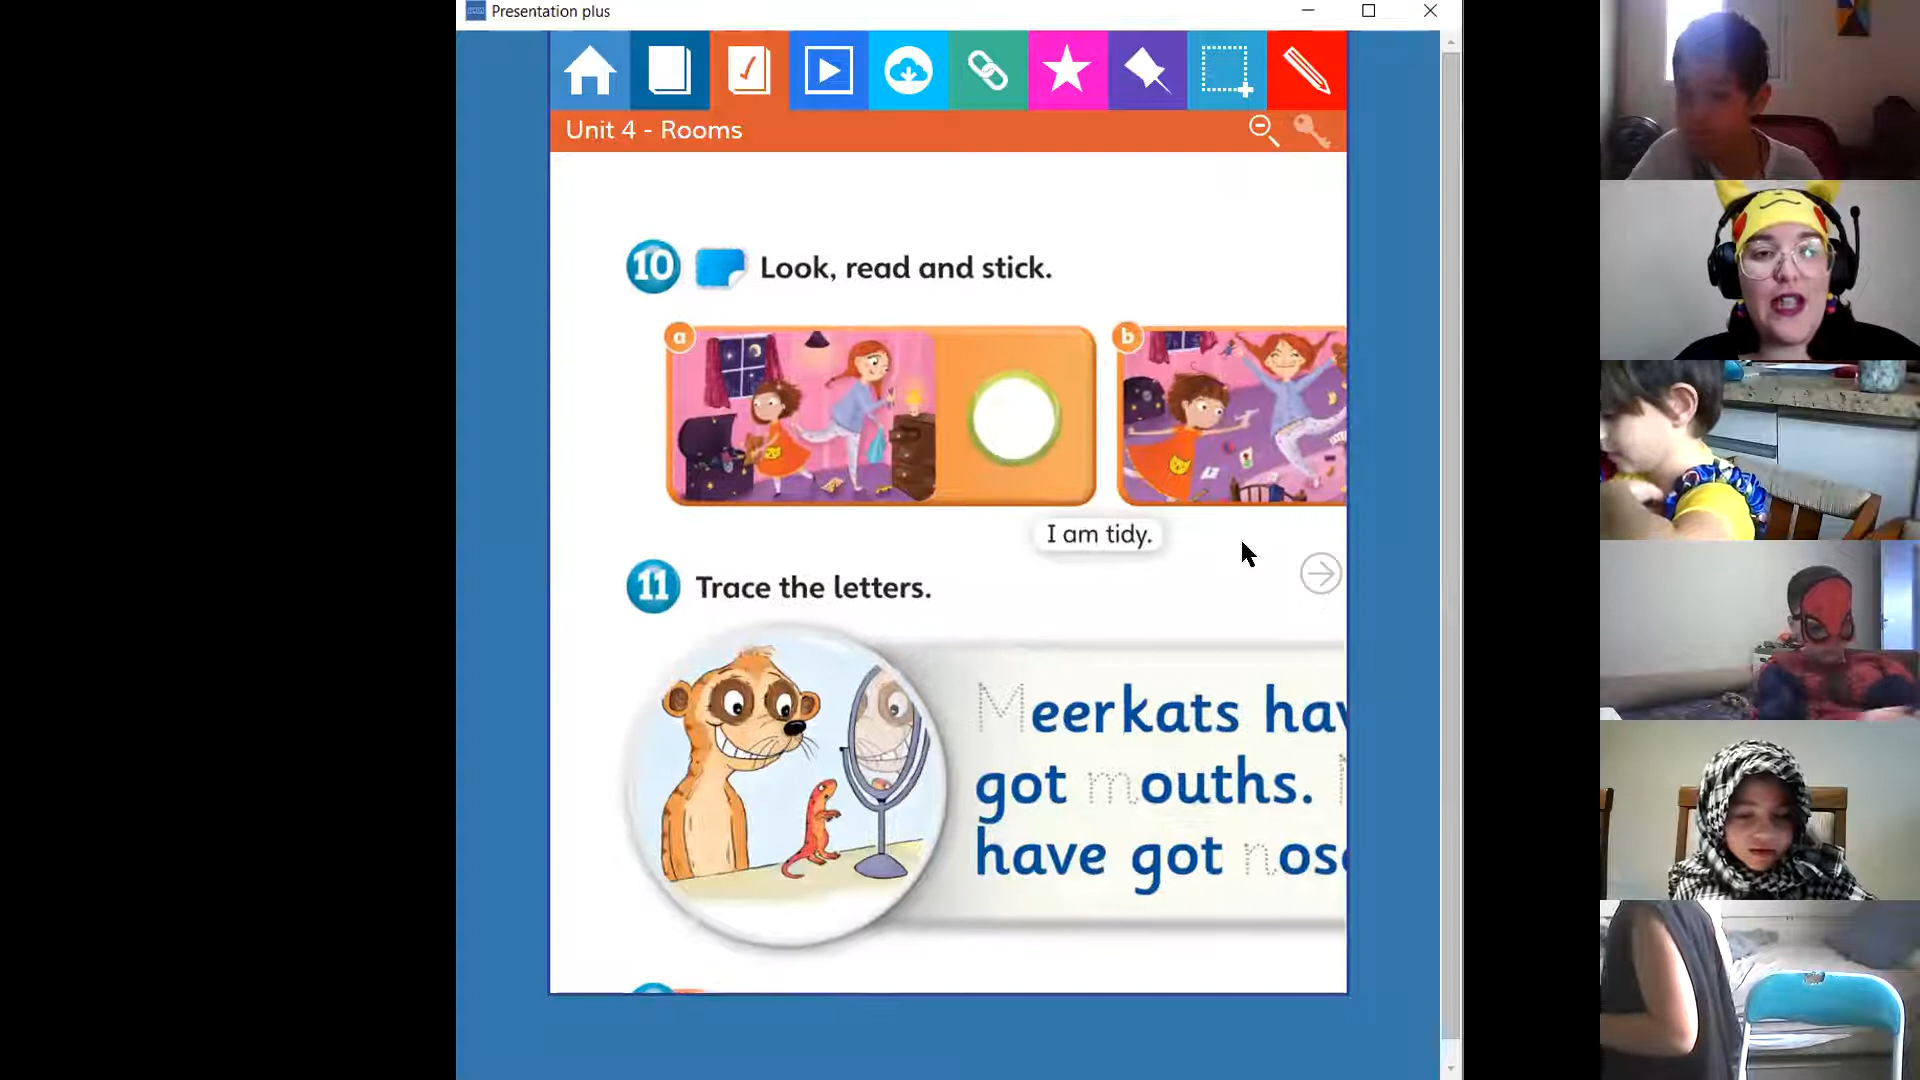 Presentation plus
Unit 4 - Rooms
10 Look, read and stick.
a
b
I am tidy.
11 Trace the letters.
Meerkats hav
got mouths.
have got nos